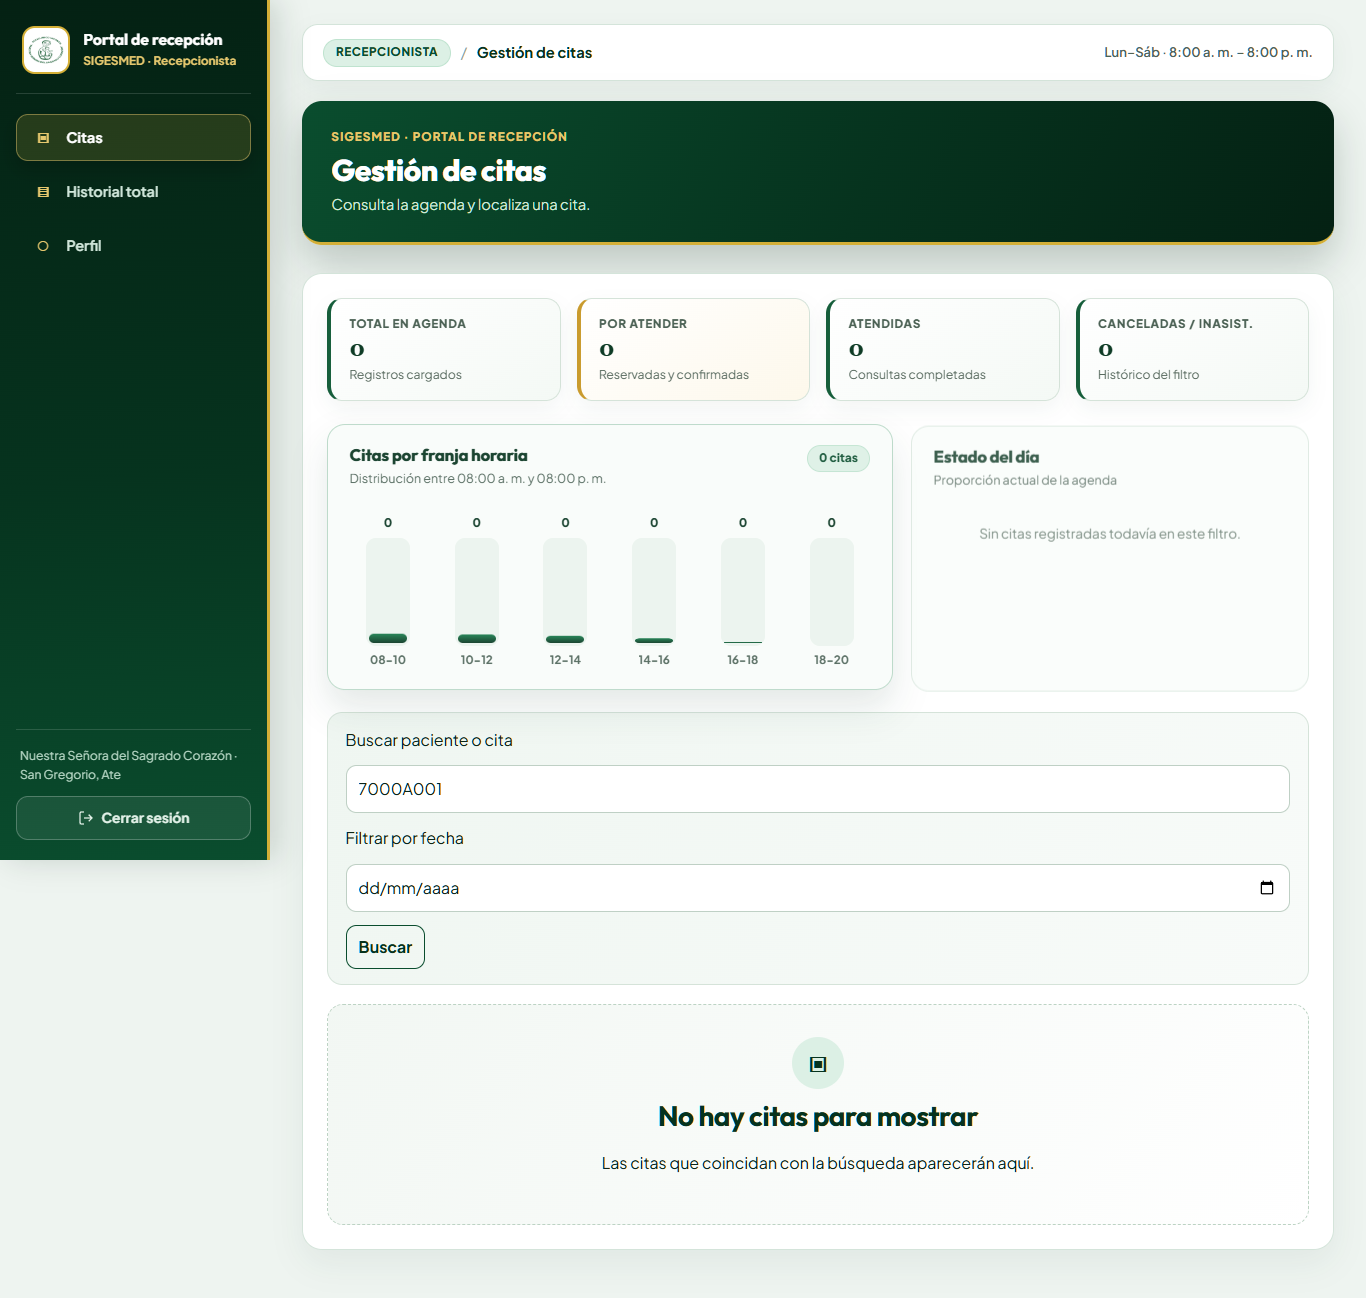 Portal de recepción
SIGESMED · Recepcionista
Citas
Historial total
Perfil
Nuestra Señora del Sagrado Corazón ·
San Gregorio, Ate
Cerrar sesión
RECEPCIONISTA / Gestión de citas
Lun–Sáb · 8:00 a. m. – 8:00 p. m.
SIGESMED · PORTAL DE RECEPCIÓN
Gestión de citas
Consulta la agenda y localiza una cita.
TOTAL EN AGENDA
0
Registros cargados
POR ATENDER
0
Reservadas y confirmadas
ATENDIDAS
0
Consultas completadas
CANCELADAS / INASIST.
0
Histórico del filtro
Citas por franja horaria
Distribución entre 08:00 a. m. y 08:00 p. m.
0 citas
0 0 0 0 0 0
08–10 10–12 12–14 14–16 16–18 18–20
Estado del día
Proporción actual de la agenda
Sin citas registradas todavía en este filtro.
Buscar paciente o cita
7000A001
Filtrar por fecha
dd/mm/aaaa
Buscar
No hay citas para mostrar
Las citas que coincidan con la búsqueda aparecerán aquí.